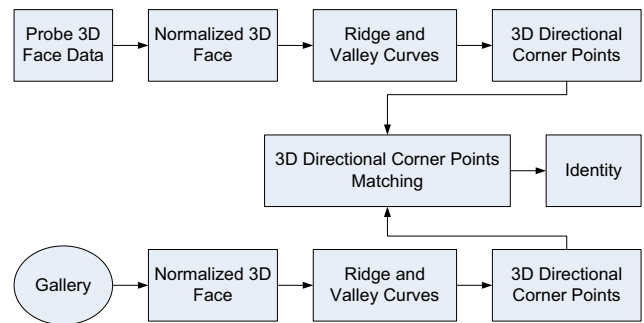 Probe 3D
Face Data
Normalized 3D
Face
Ridge and
Valley Curves
3D Directional
Corner Points
3D Directional Corner Points
Matching
Identity
Gallery
Normalized 3D
Face
Ridge and
Valley Curves
3D Directional
Corner Points